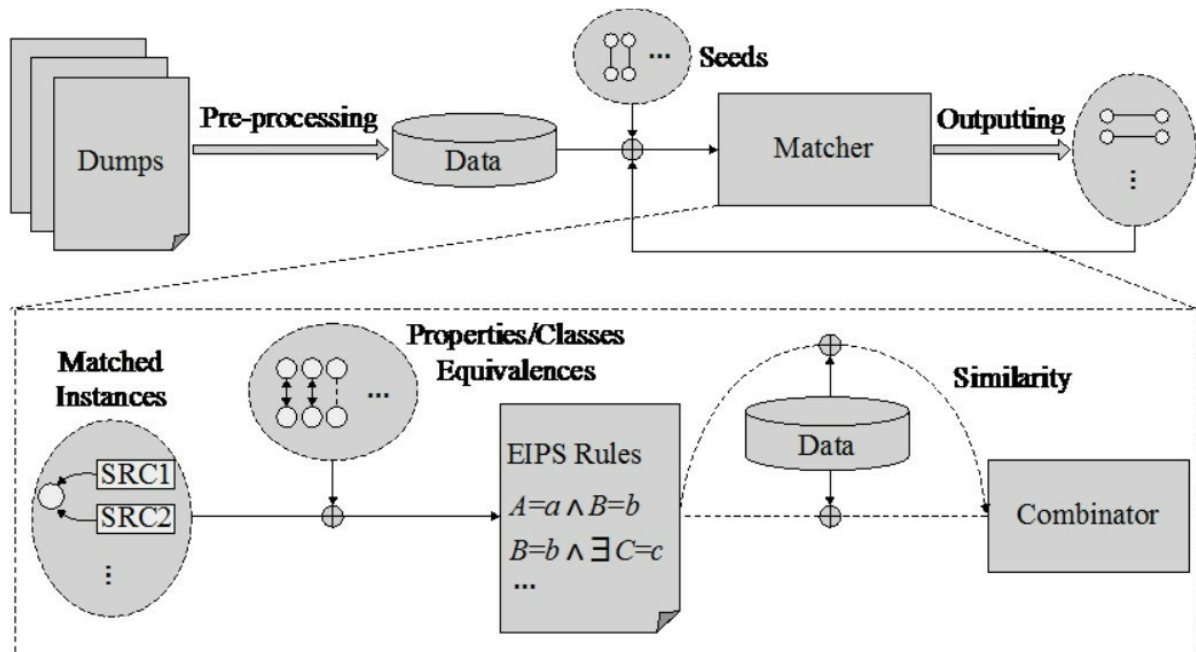 Seeds
...
Pre-processing
Dumps
Data
Matcher
Outputting
...
Properties/Classes
Equivalences
Matched
Instances
...
Similarity
SRC1
SRC2
...
EIPS Rules
A=a ∧ B=b
B=b ∧ ∃ C=c
...
Data
Combinator